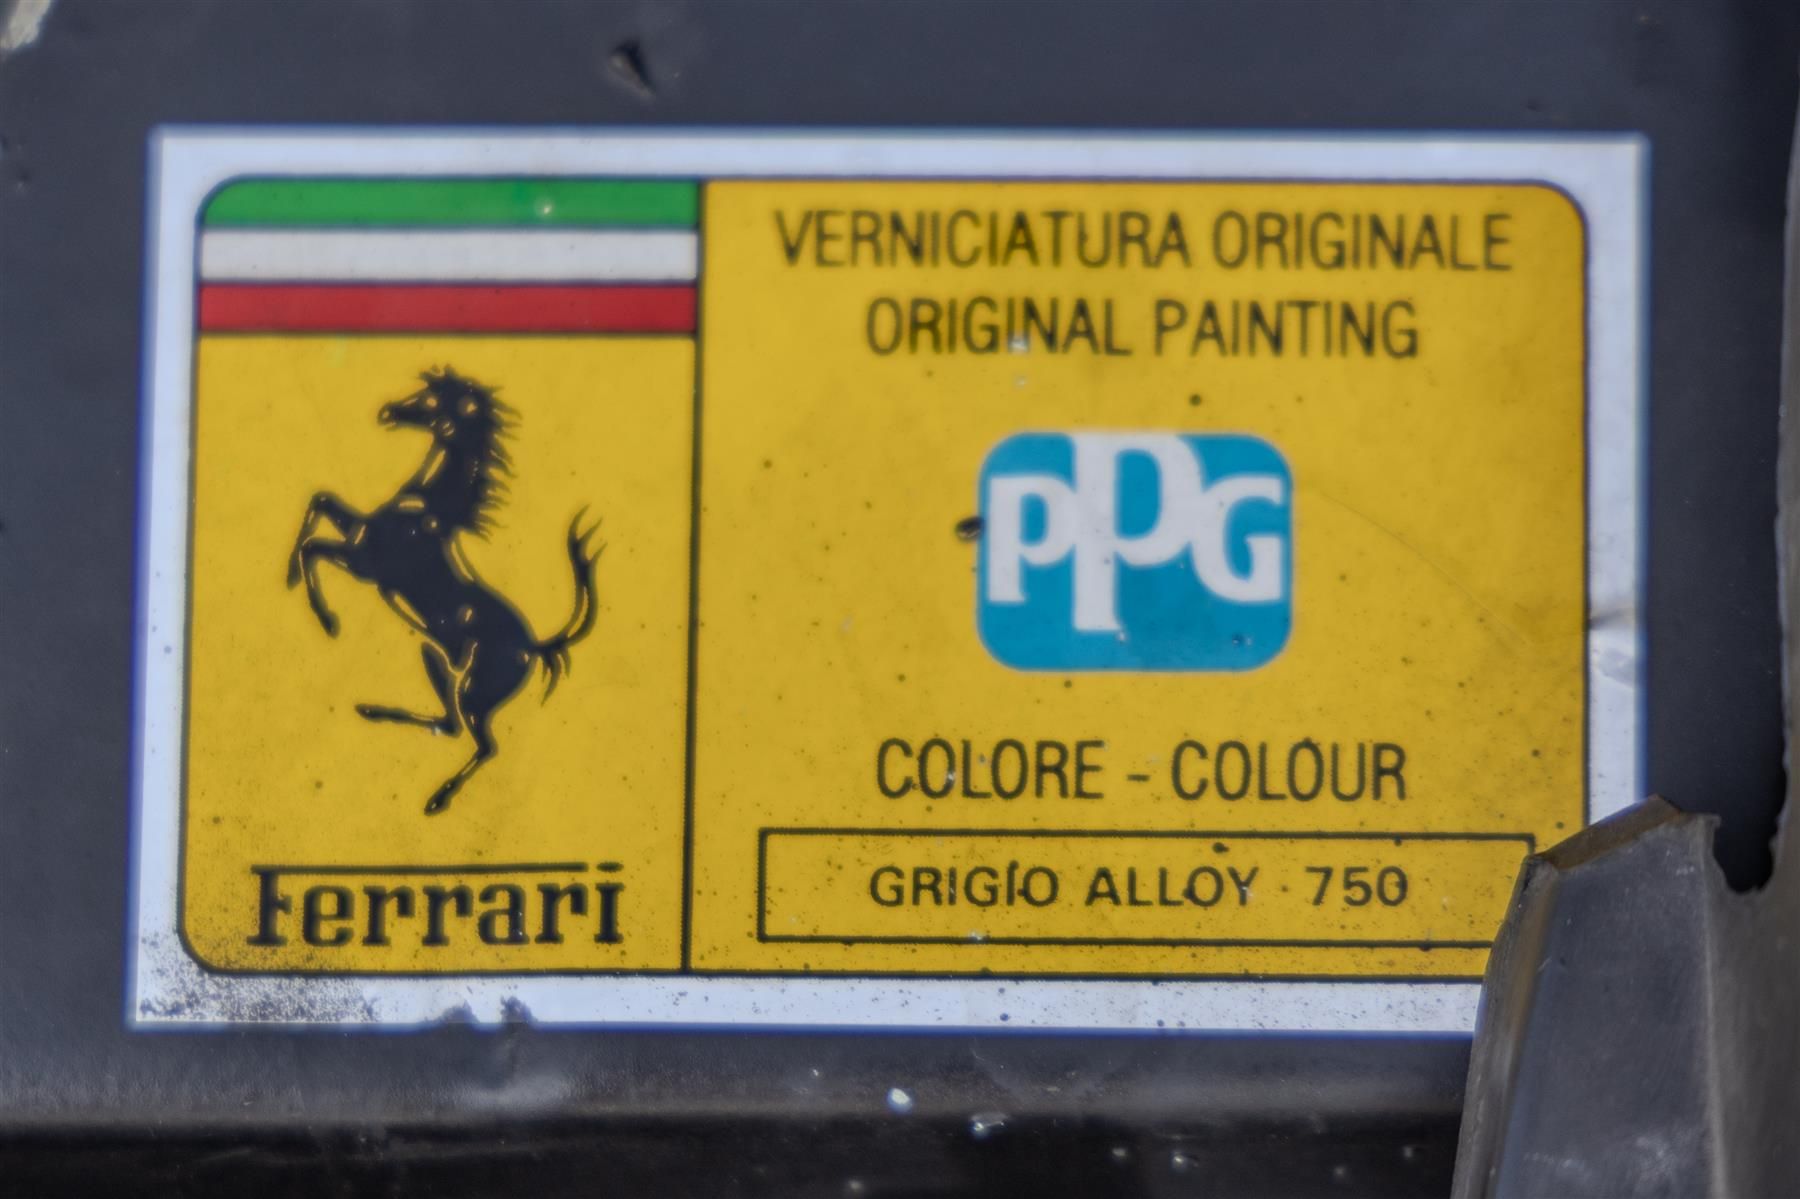 VERNICIATURA ORIGINALE
ORIGINAL PAINTING
PPG
COLORE - COLOUR
GRIGIO ALLOY 750
Ferrari